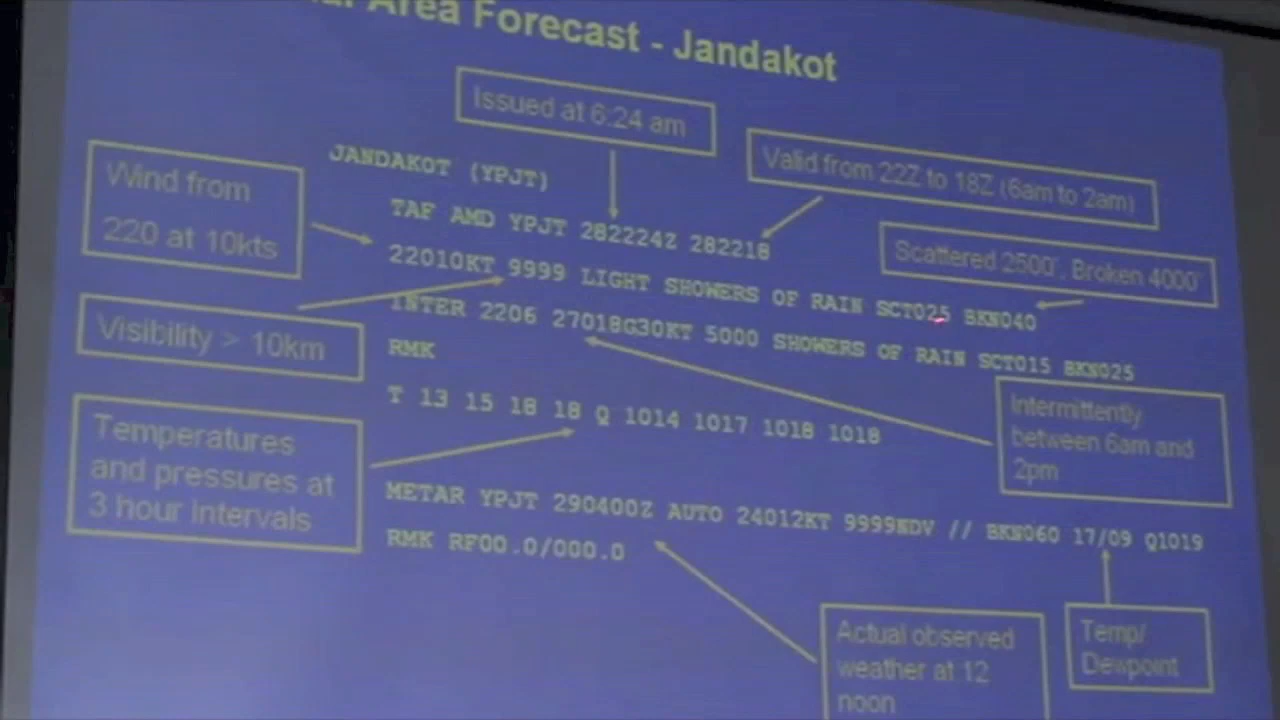 Area Forecast - Jandakot
Issued at 6:24 am
Valid from 22Z to 18Z (6am to 2am)
Wind from
220 at 10kts
Scattered 2500', Broken 4000'
JANDAKOT (YPJT)
TAF AMD YPJT 282224Z 282218
22010KT 9999 LIGHT SHOWERS OF RAIN SCT025 BKN040
INTER 2206 27018G30KT 5000 SHOWERS OF RAIN SCT015 BKN025
RMK
T 13 15 18 18 Q 1014 1017 1018 1018
Visibility > 10km
Intermittently
between 6am and
2pm
Temperatures
and pressures at
3 hour intervals
METAR YPJT 290400Z AUTO 24012KT 9999NDV // BKN060 17/09 Q1019
RMK RF00.0/000.0
Actual observed
weather at 12
noon
Temp/
Dewpoint